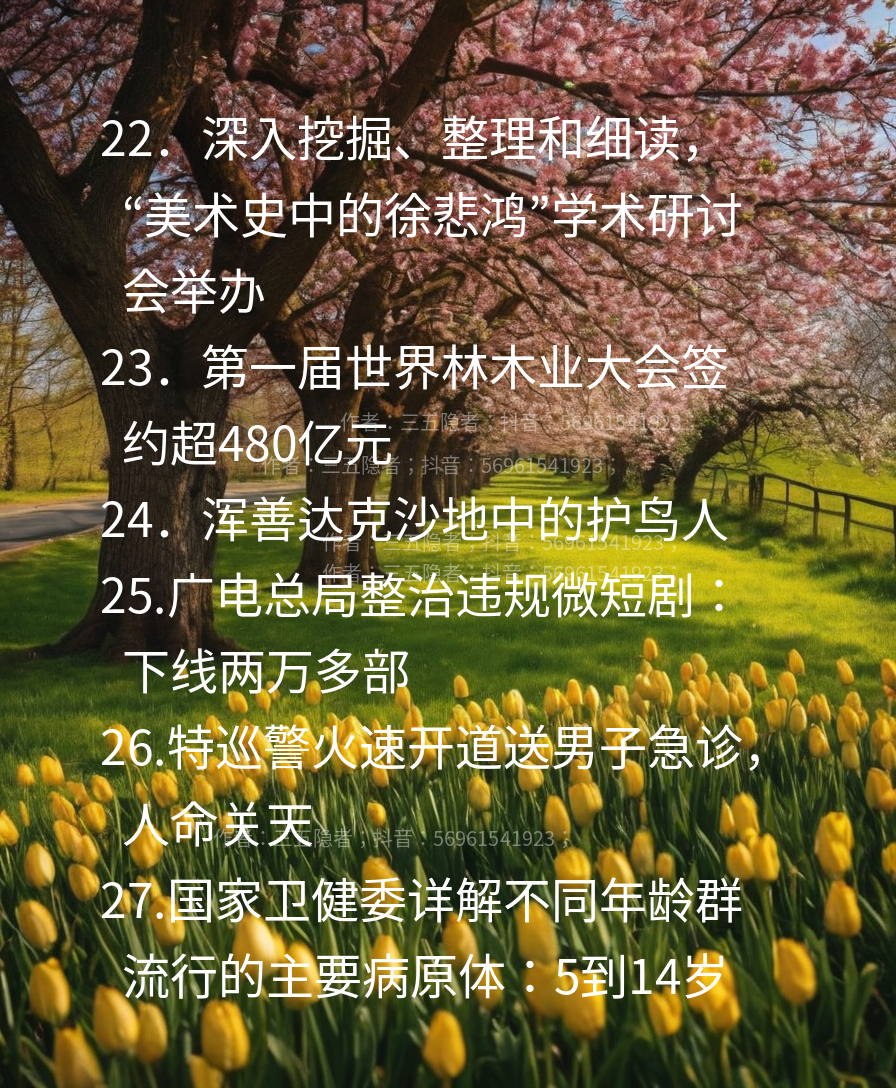 22．深入挖掘、整理和细读，
“美术史中的徐悲鸿”学术研讨
会举办
23．第一届世界林木业大会签
作者：三五隐者；抖音：56961541923；
约超480亿元
作者：三五隐者；抖音：56961541923；
24．浑善达克沙地中的护鸟人
作者：三五隐者；抖音：56961541923；
作者：三五隐者；抖音：56961541923；
25.广电总局整治违规微短剧：
下线两万多部
26.特巡警火速开道送男子急诊，
人命关天
作者：三五隐者；抖音：56961541923；
27.国家卫健委详解不同年龄群
流行的主要病原体：5到14岁